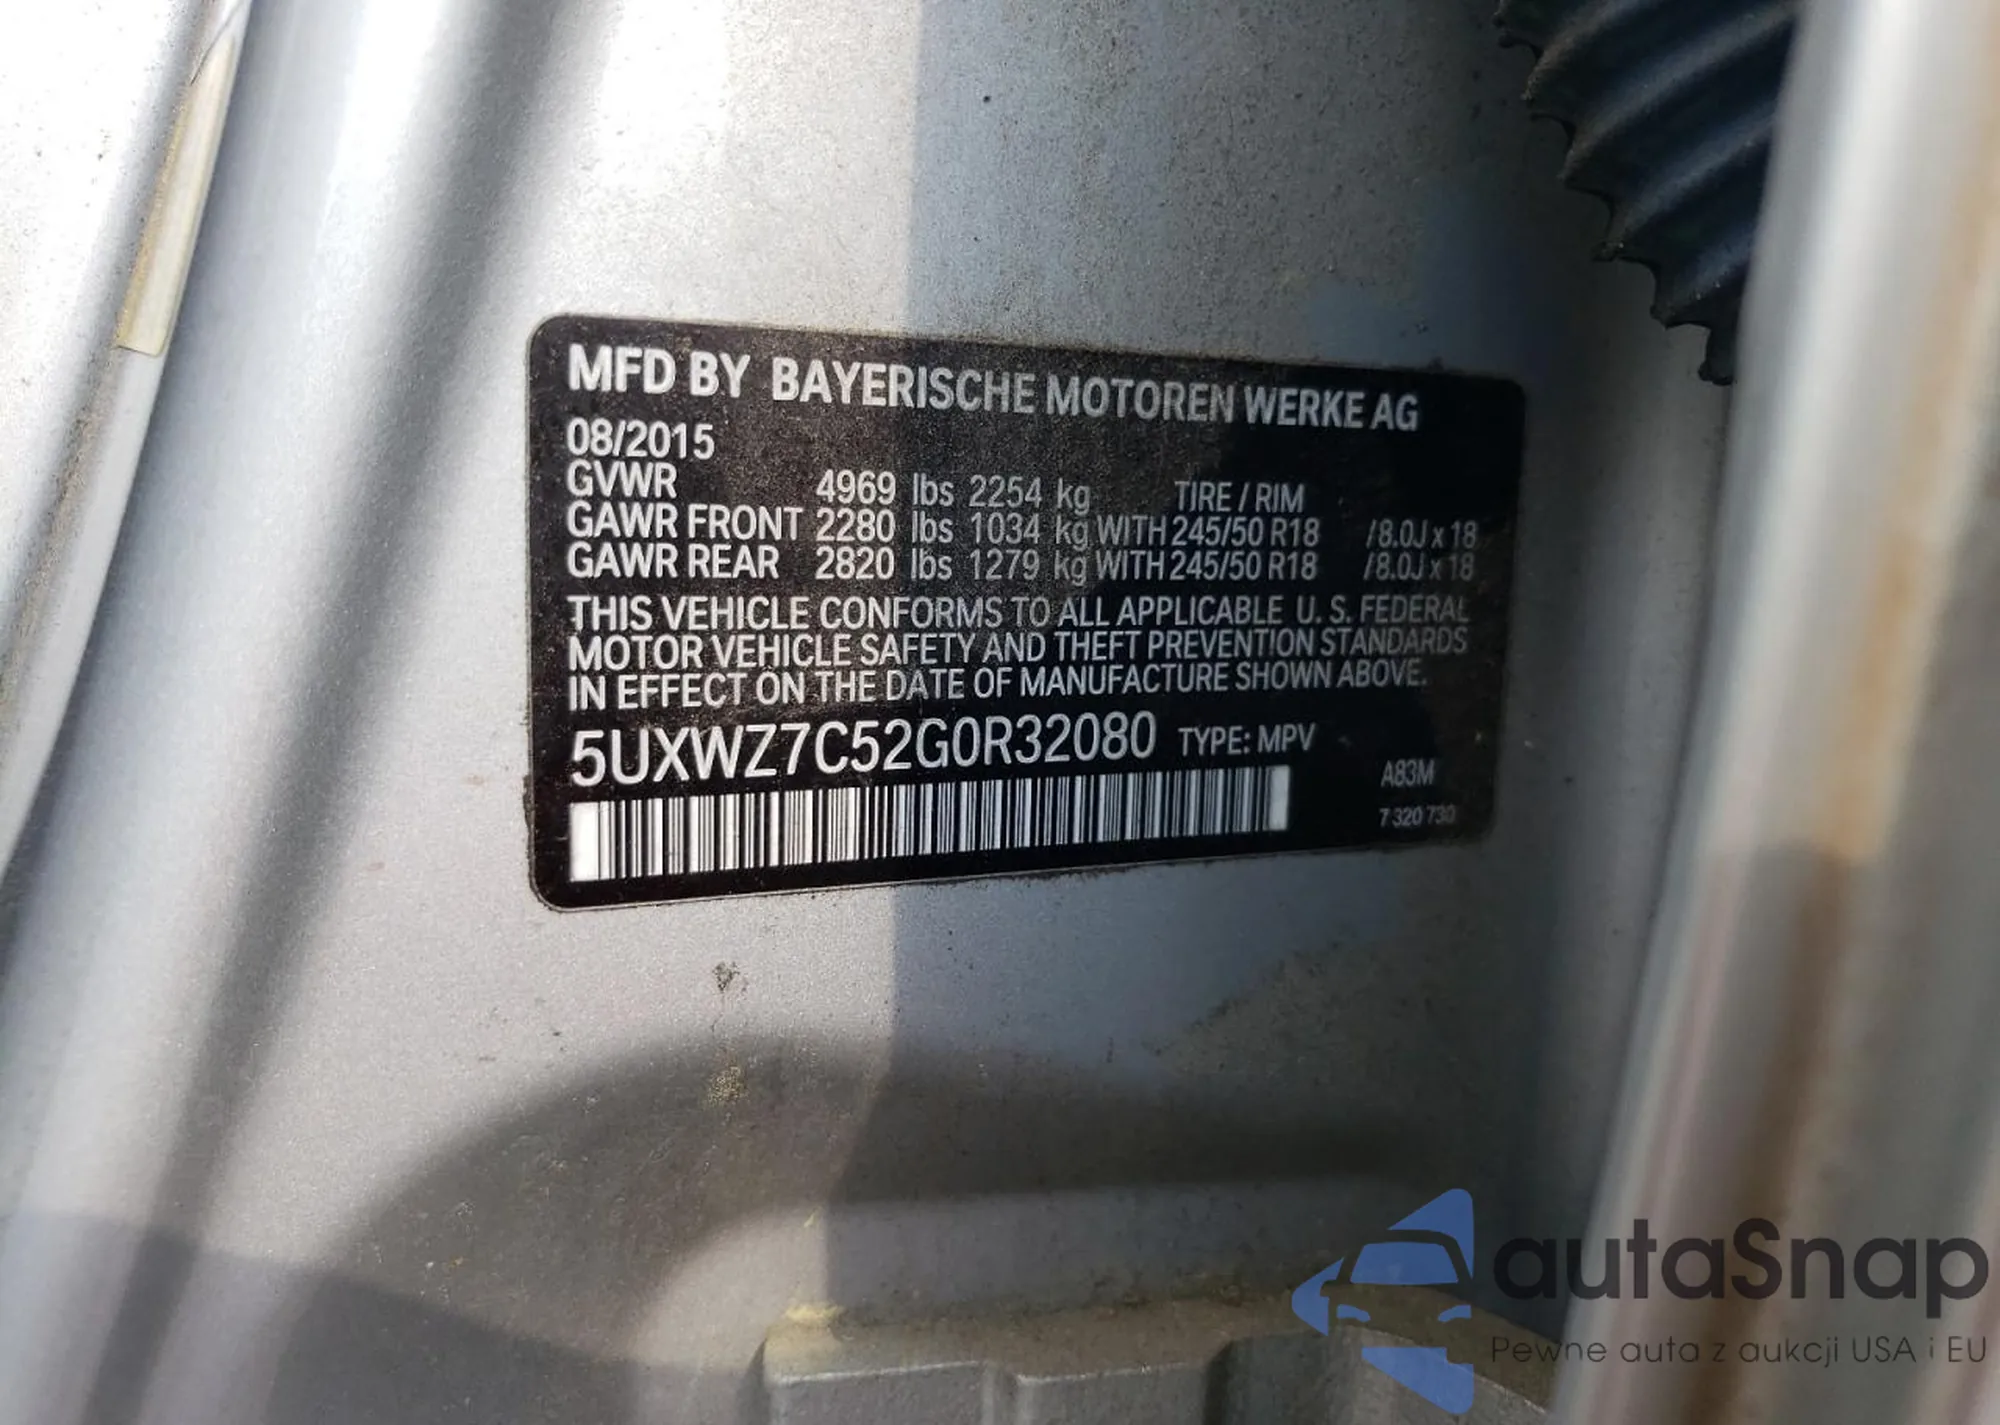 MFD BY BAYERISCHE MOTOREN WERKE AG
08/2015
GVWR 4969 lbs 2254 kg TIRE / RIM
GAWR FRONT 2280 lbs 1034 kg WITH 245/50 R18 /8.0J x 18
GAWR REAR 2820 lbs 1279 kg WITH 245/50 R18 /8.0J x 18
THIS VEHICLE CONFORMS TO ALL APPLICABLE U. S. FEDERAL
MOTOR VEHICLE SAFETY AND THEFT PREVENTION STANDARDS
IN EFFECT ON THE DATE OF MANUFACTURE SHOWN ABOVE.
5UXWZ7C52G0R32080 TYPE: MPV
A83M
7 320 730
autaSnap
Pewne auta z aukcji USA i EU